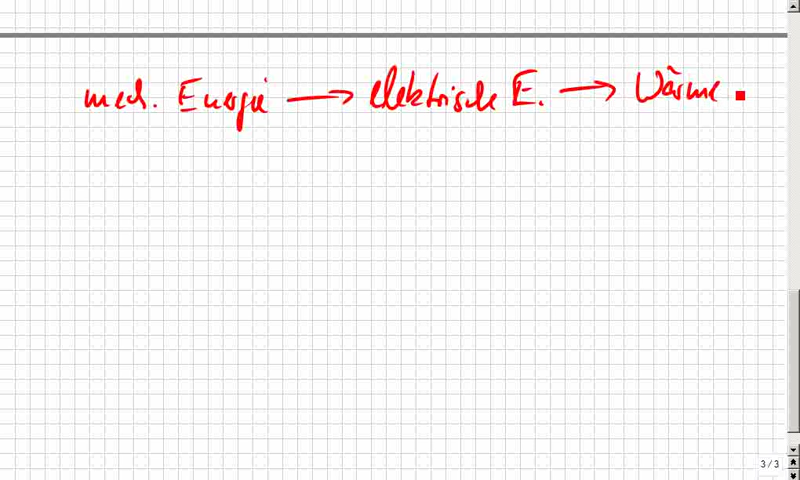 mech. Energie → elektrische E. → Wärme
3/3